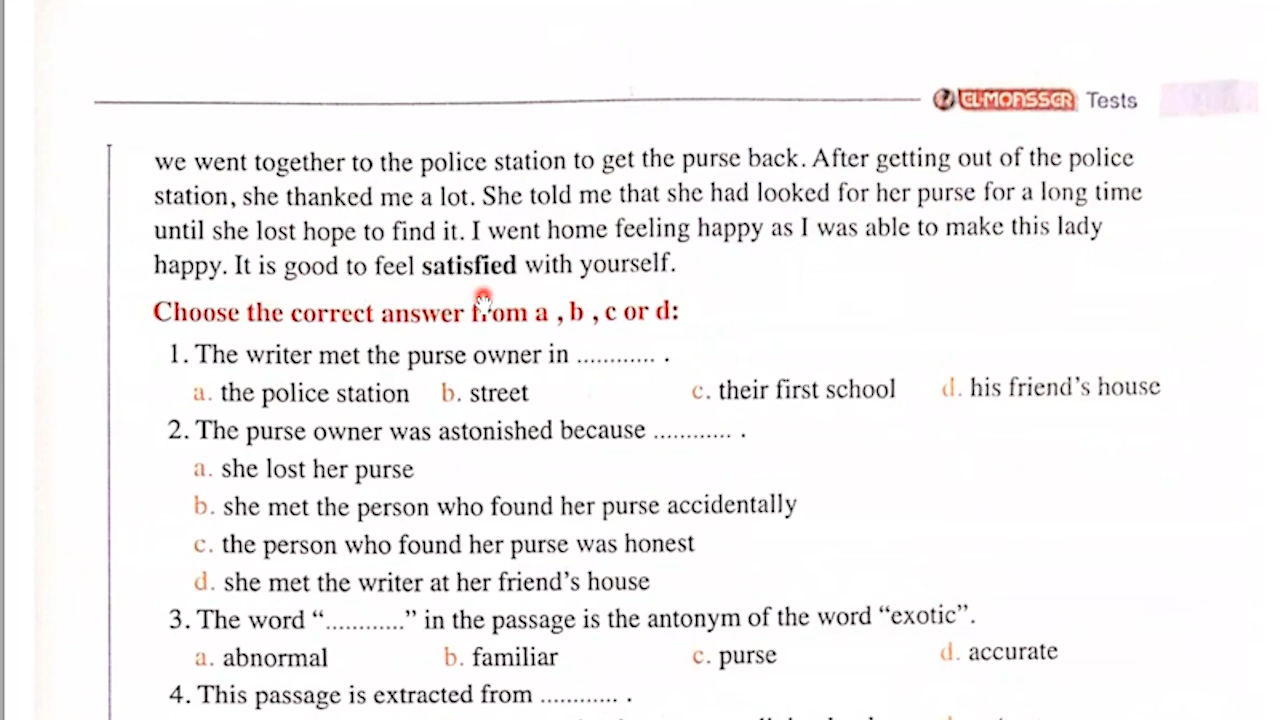 EL-MOASSER Tests
we went together to the police station to get the purse back. After getting out of the police
station, she thanked me a lot. She told me that she had looked for her purse for a long time
until she lost hope to find it. I went home feeling happy as I was able to make this lady
happy. It is good to feel satisfied with yourself.
Choose the correct answer from a , b , c or d:
1. The writer met the purse owner in ............ .
a. the police station b. street c. their first school d. his friend's house
2. The purse owner was astonished because ............ .
a. she lost her purse
b. she met the person who found her purse accidentally
c. the person who found her purse was honest
d. she met the writer at her friend's house
3. The word “............” in the passage is the antonym of the word “exotic”.
a. abnormal b. familiar c. purse d. accurate
4. This passage is extracted from ............ .